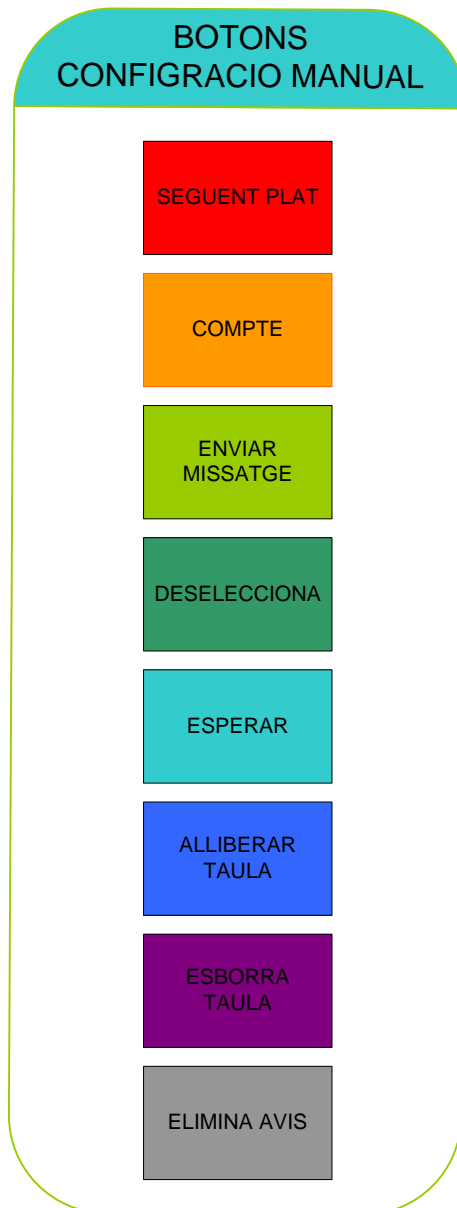 BOTONS
CONFIGRACIO MANUAL
SEGUENT PLAT
COMPTE
ENVIAR
MISSATGE
DESELECCIONA
ESPERAR
ALLIBERAR
TAULA
ESBORRA
TAULA
ELIMINA AVIS